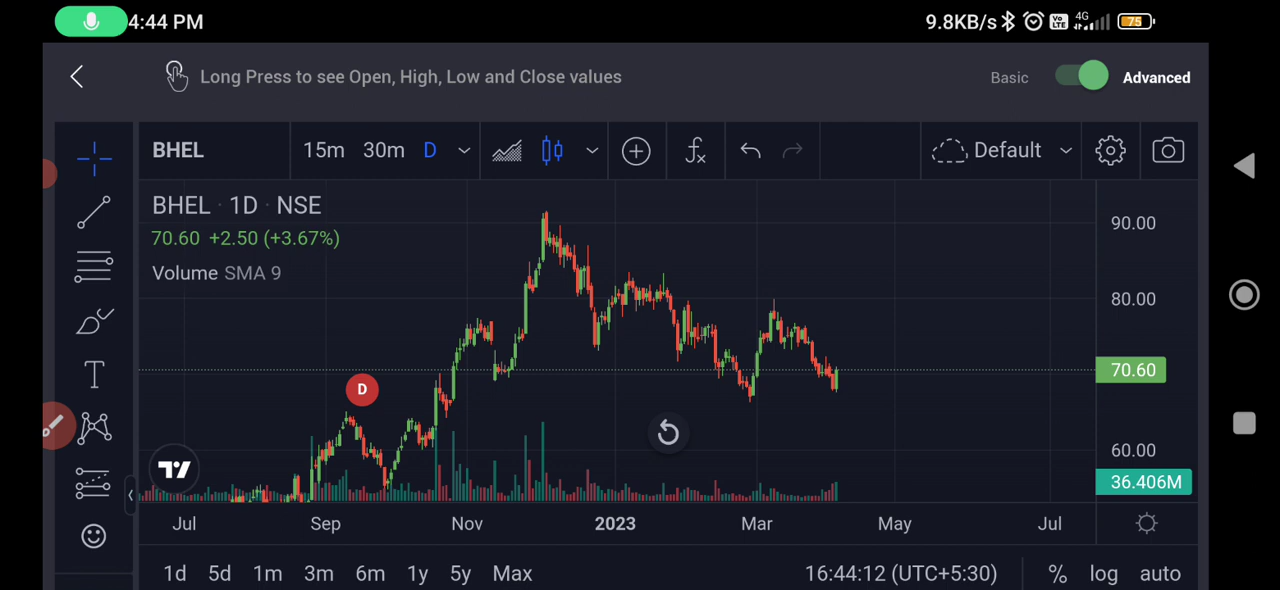 4:44 PM
9.8KB/s Vo LTE 4G 75
Long Press to see Open, High, Low and Close values
Basic Advanced
BHEL 15m 30m D fx Default
BHEL · 1D · NSE
70.60 +2.50 (+3.67%)
Volume SMA 9
90.00
80.00
70.60
60.00
36.406M
D
T
Jul Sep Nov 2023 Mar May Jul
1d 5d 1m 3m 6m 1y 5y Max 16:44:12 (UTC+5:30) % log auto